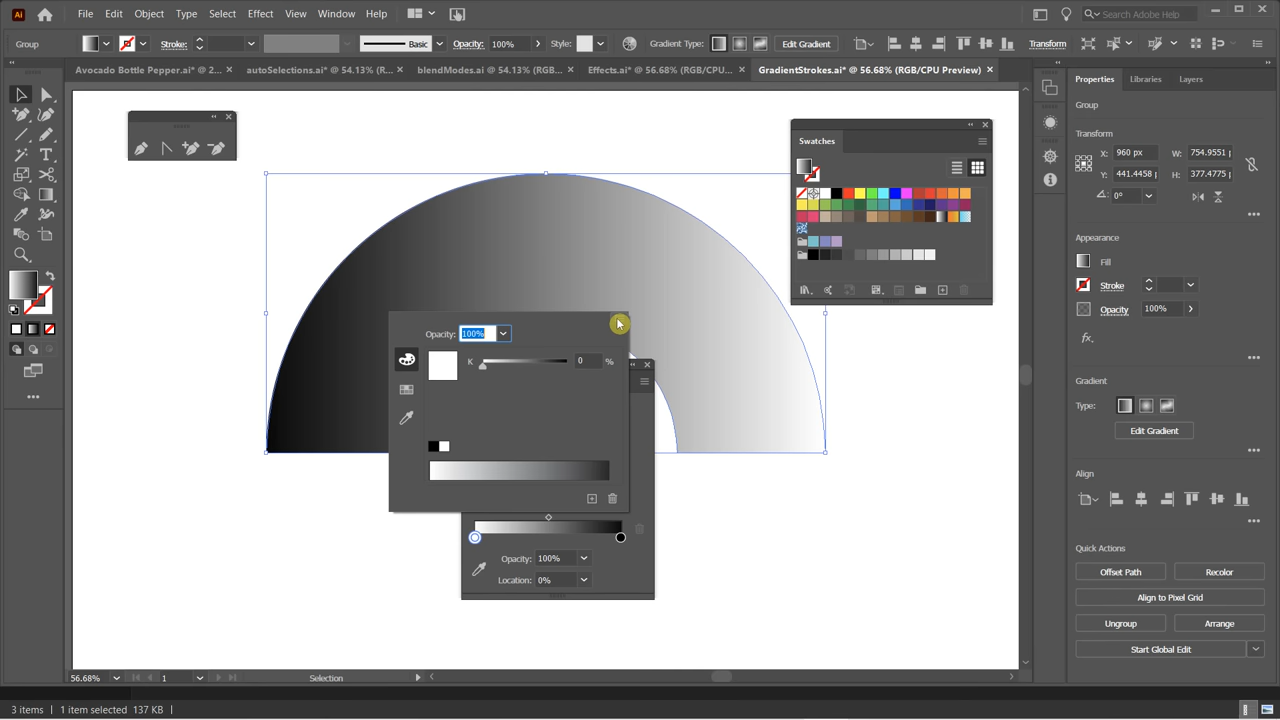 Ai File Edit Object Type Select Effect View Window Help Search Adobe Help
Group Stroke: Basic Opacity: 100% Style: Gradient Type: Edit Gradient Transform
Avocado Bottle Pepper.ai* @ 2... × autoSelections.ai* @ 54.13% (R... × blendModes.ai @ 54.13% (RGB... × Effects.ai* @ 56.68% (RGB/CPU... × GradientStrokes.ai* @ 56.68% (RGB/CPU Preview) ×
Properties Libraries Layers
Group
Transform
X: 960 px W: 754.9551
Y: 441.4458 H: 377.4775
0°
Appearance
Fill
Stroke
Opacity 100%
fx.
Gradient
Type:
Edit Gradient
Align
Quick Actions
Offset Path Recolor
Align to Pixel Grid
Ungroup Arrange
Start Global Edit
Swatches
Opacity: 100%
K 0 %
Opacity: 100%
Location: 0%
56.68% 1 Selection
3 items 1 item selected 137 KB